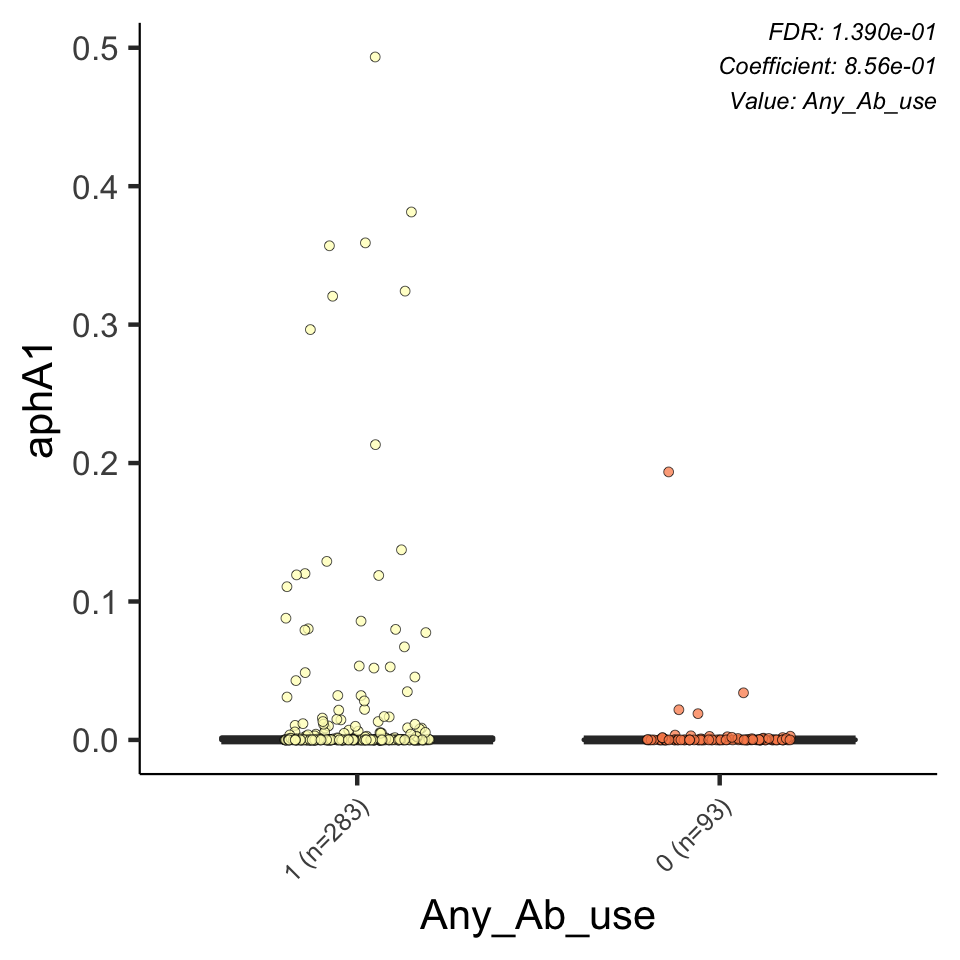 FDR: 1.390e-01
Coefficient: 8.56e-01
Value: Any_Ab_use
0.5
0.4
0.3
0.2
0.1
0.0
aphA1
1 (n=283)
0 (n=93)
Any_Ab_use